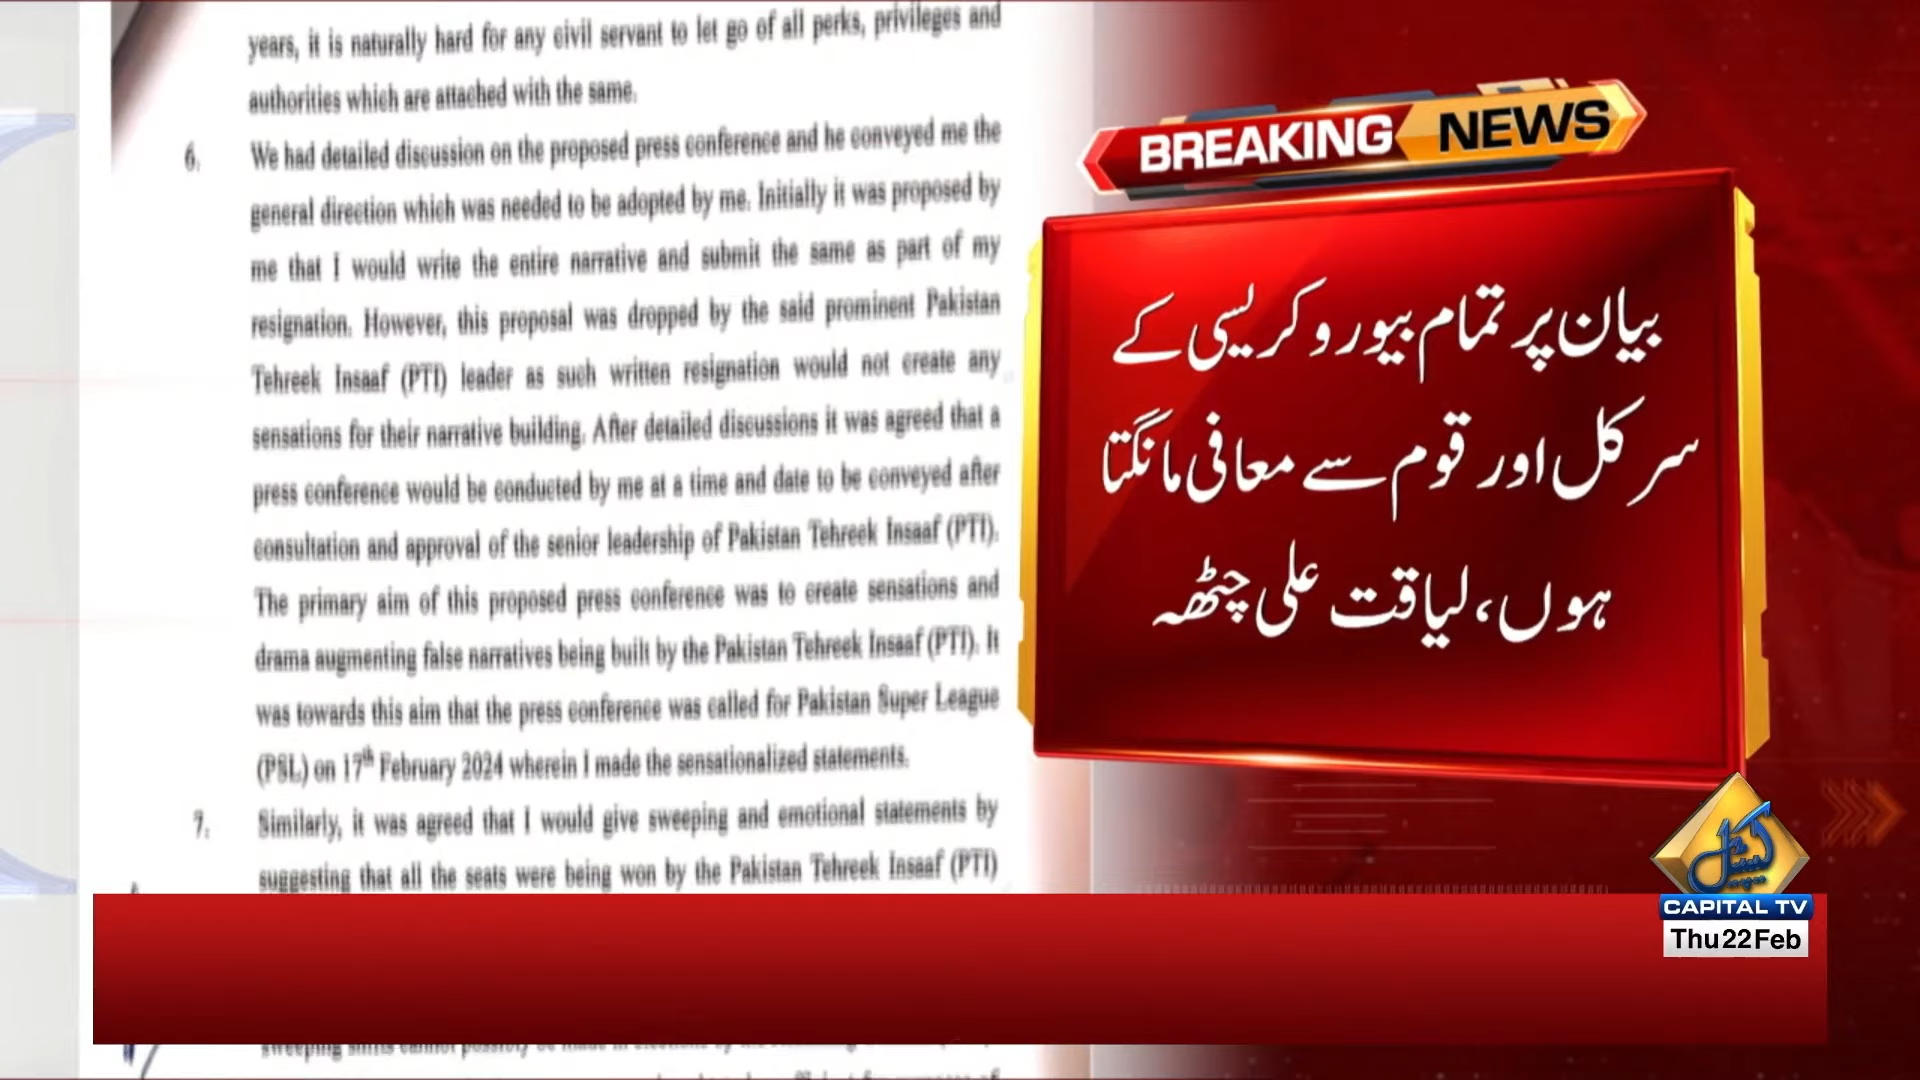 years, it is naturally hard for any civil servant to let go of all perks, privileges and
authorities which are attached with the same.
6. We had detailed discussion on the proposed press conference and he conveyed me the
general direction which was needed to be adopted by me. Initially it was proposed by
me that I would write the entire narrative and submit the same as part of my
resignation. However, this proposal was dropped by the said prominent Pakistan
Tehreek Insaaf (PTI) leader as such written resignation would not create any
sensations for their narrative building. After detailed discussions it was agreed that a
press conference would be conducted by me at a time and date to be conveyed after
consultation and approval of the senior leadership of Pakistan Tehreek Insaaf (PTI).
The primary aim of this proposed press conference was to create sensations and
drama augmenting false narratives being built by the Pakistan Tehreek Insaaf (PTI). It
was towards this aim that the press conference was called for Pakistan Super League
(PSL) on 17th February 2024 wherein I made the sensationalized statements.
7. Similarly, it was agreed that I would give sweeping and emotional statements by
suggesting that all the seats were being won by the Pakistan Tehreek Insaaf (PTI)
BREAKING NEWS
بیان پر تمام بیورو کریسی کے
سرکل اور قوم سے معافی مانگتا
ہوں، لیاقت علی چٹھہ
کیپٹل
CAPITAL TV
Thu 22 Feb